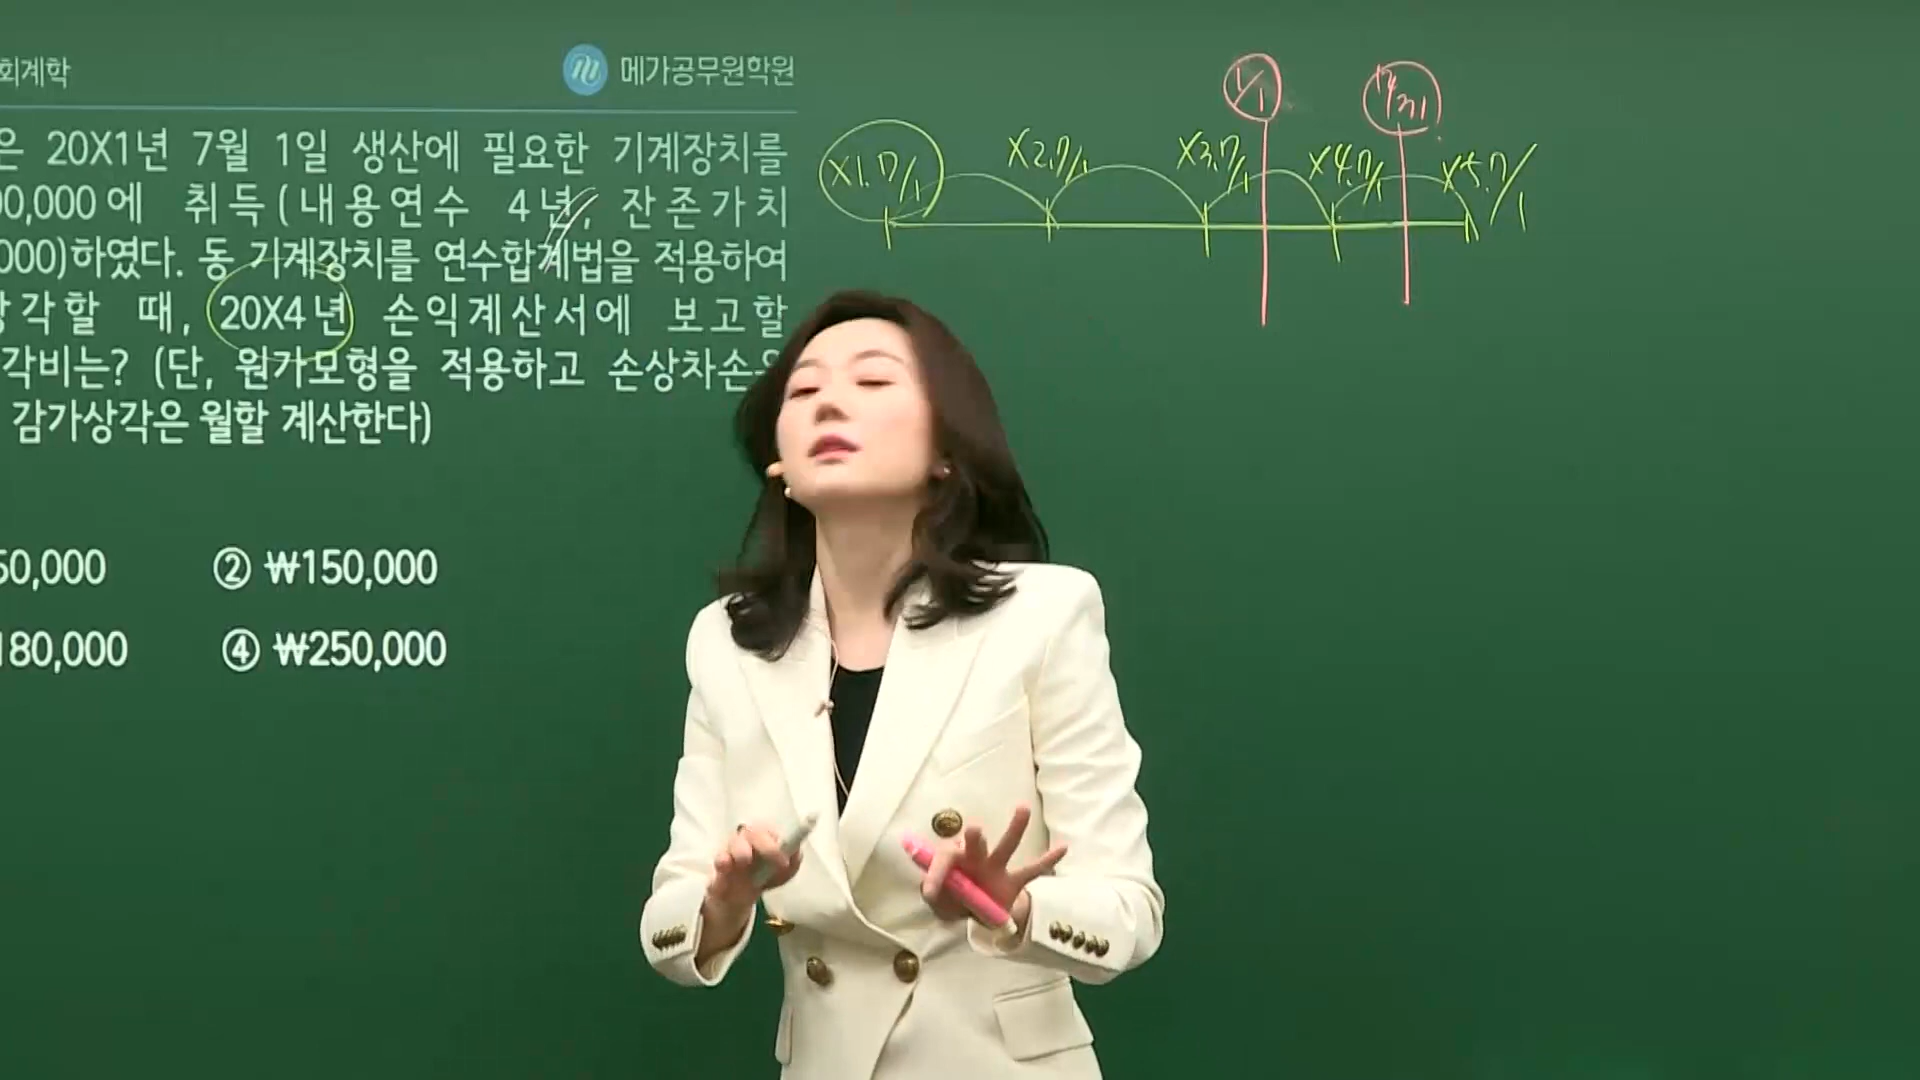 회계학
메가공무원학원
은 20X1년 7월 1일 생산에 필요한 기계장치를
00,000에 취득(내용연수 4년, 잔존가치
000)하였다. 동 기계장치를 연수합계법을 적용하여
상각할 때, 20X4년 손익계산서에 보고할
각비는? (단, 원가모형을 적용하고 손상차손은
감가상각은 월할 계산한다)
50,000 ② ₩150,000
180,000 ④ ₩250,000
1/1 12/31
X1.7/1 X2.7/1 X3.7/1 X4.7/1 X5.7/1